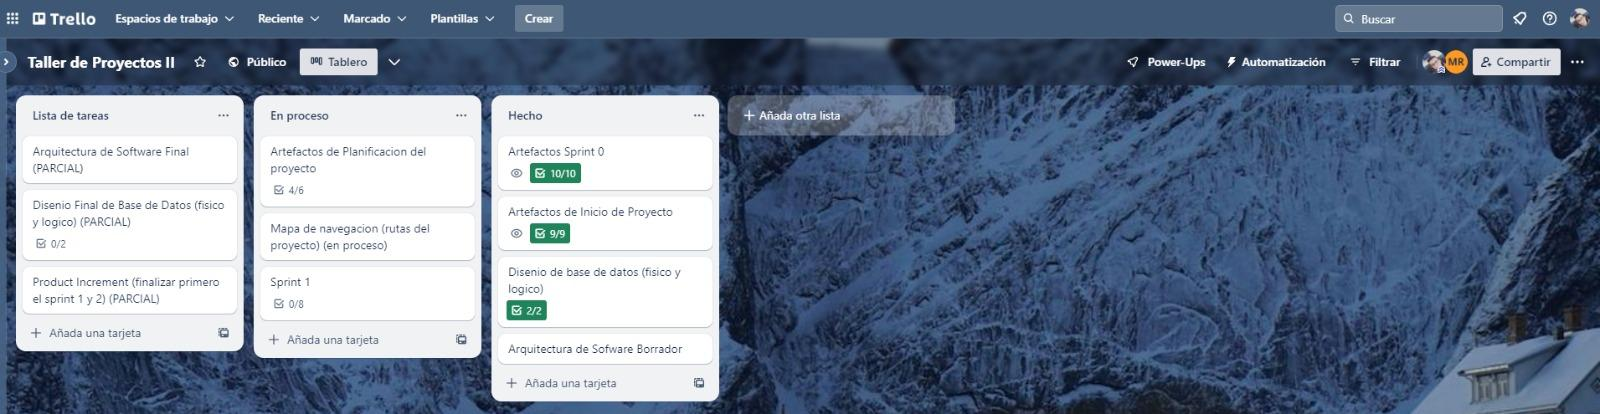 Trello
Espacios de trabajo
Reciente
Marcado
Plantillas
Crear
Buscar
Taller de Proyectos II
Público
Tablero
Power-Ups
Automatización
Filtrar
MR
Compartir
Lista de tareas
Arquitectura de Software Final
(PARCIAL)
Disenio Final de Base de Datos (fisico
y logico) (PARCIAL)
0/2
Product Increment (finalizar primero
el sprint 1 y 2) (PARCIAL)
Añada una tarjeta
En proceso
Artefactos de Planificacion del
proyecto
4/6
Mapa de navegacion (rutas del
proyecto) (en proceso)
Sprint 1
0/8
Añada una tarjeta
Hecho
Artefactos Sprint 0
10/10
Artefactos de Inicio de Proyecto
9/9
Disenio de base de datos (fisico y
logico)
2/2
Arquitectura de Sofware Borrador
Añada una tarjeta
Añada otra lista